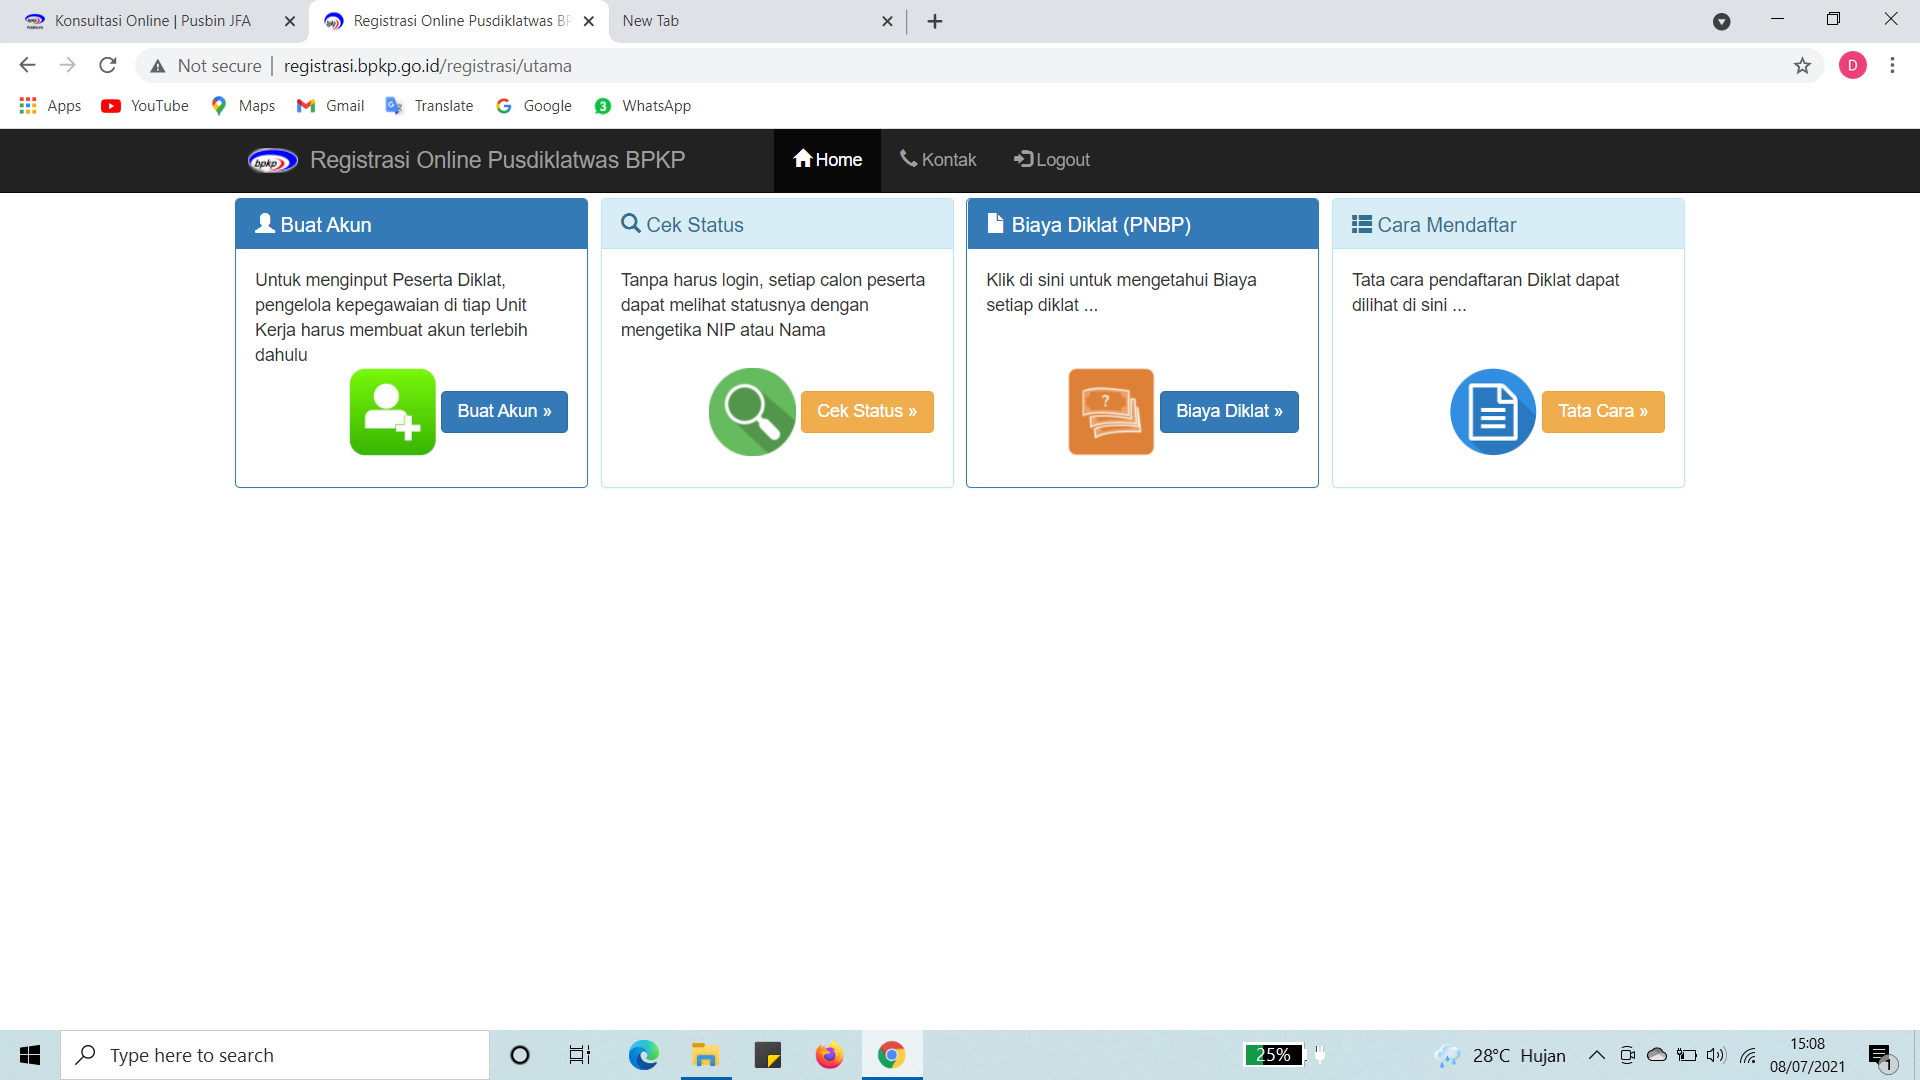 Konsultasi Online | Pusbin JFA
Registrasi Online Pusdiklatwas BP
New Tab
Not secure
registrasi.bpkp.go.id/registrasi/utama
D
Apps
YouTube
Maps
Gmail
Translate
Google
3
WhatsApp
bpkp
Registrasi Online Pusdiklatwas BPKP
Home
Kontak
Logout
Buat Akun
Untuk menginput Peserta Diklat,
pengelola kepegawaian di tiap Unit
Kerja harus membuat akun terlebih
dahulu
Buat Akun »
Cek Status
Tanpa harus login, setiap calon peserta
dapat melihat statusnya dengan
mengetika NIP atau Nama
Cek Status »
Biaya Diklat (PNBP)
Klik di sini untuk mengetahui Biaya
setiap diklat ...
?
Biaya Diklat »
Cara Mendaftar
Tata cara pendaftaran Diklat dapat
dilihat di sini ...
Tata Cara »
Type here to search
25%
28°C Hujan
15:08
08/07/2021
1